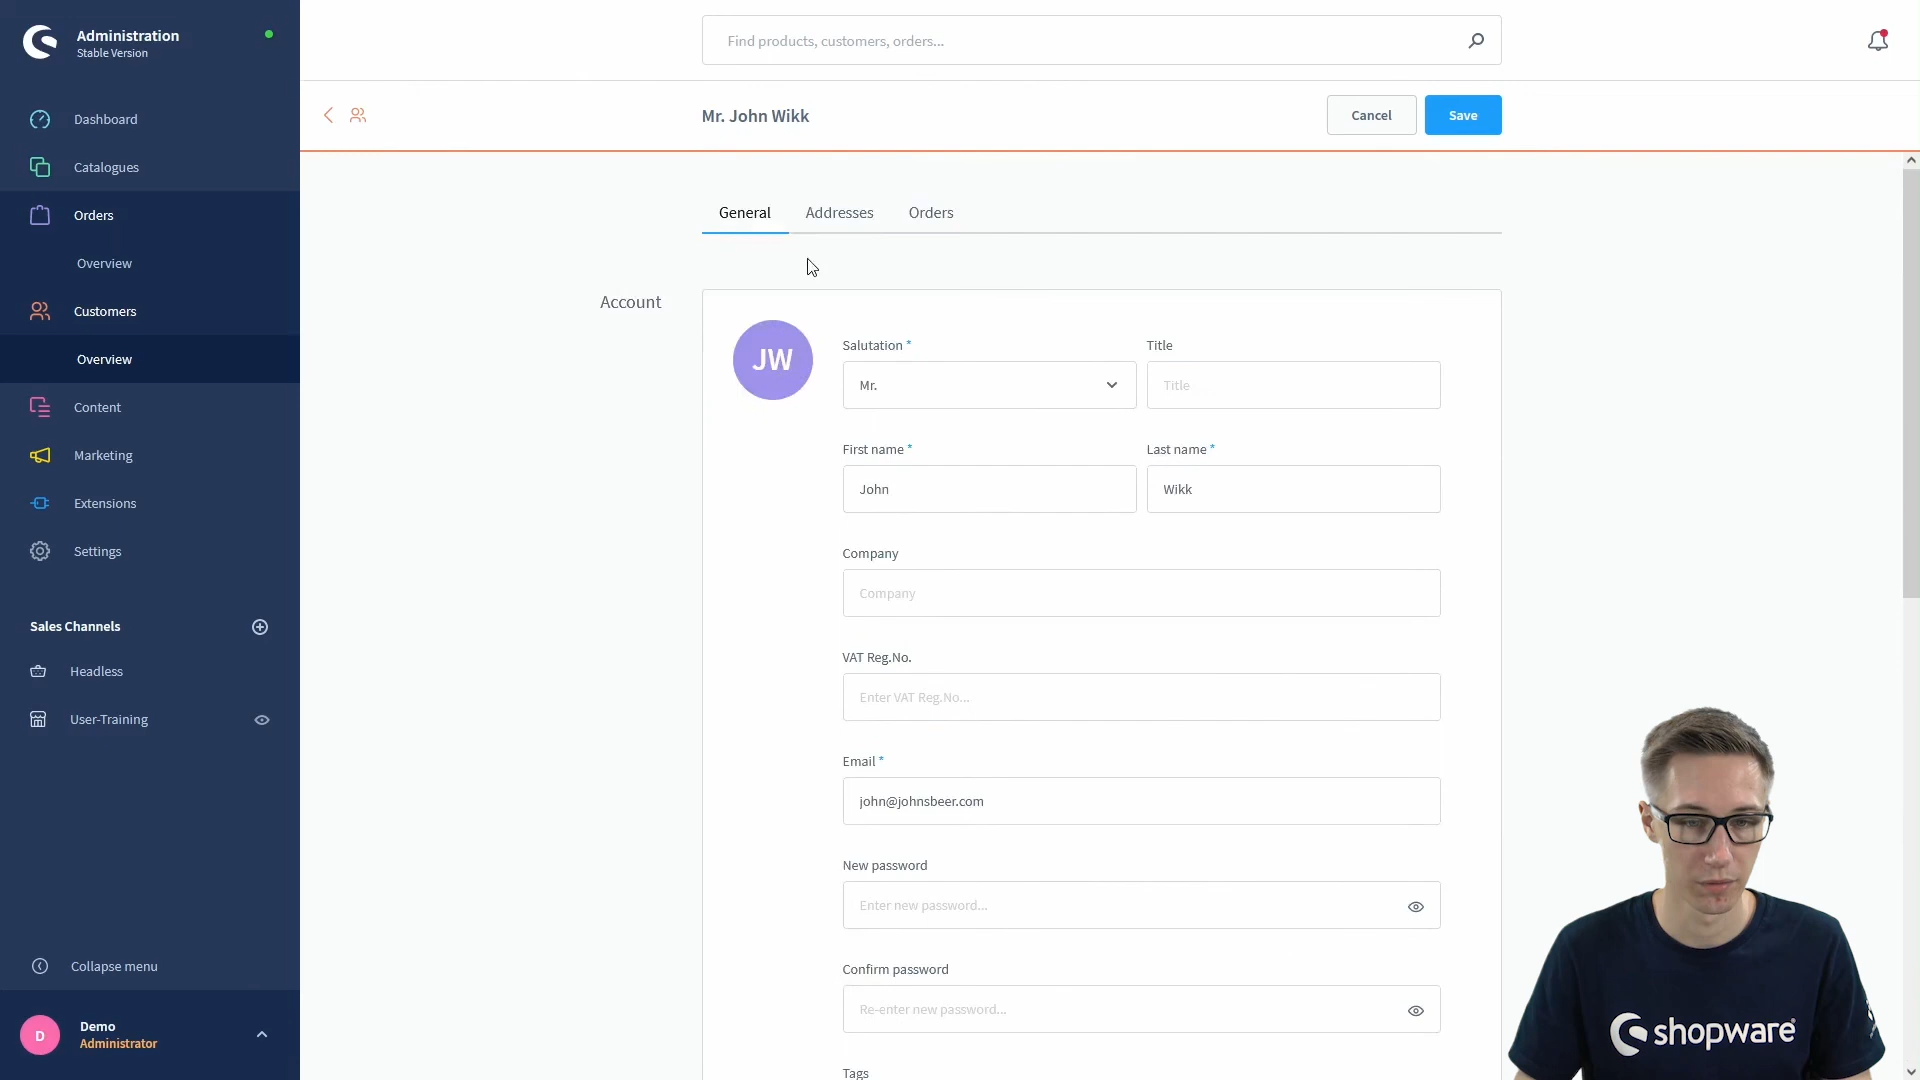 Administration
Stable Version
Find products, customers, orders...
Mr. John Wikk
Cancel
Save
Dashboard
Catalogues
Orders
Overview
Customers
Overview
Content
Marketing
Extensions
Settings
Sales Channels
Headless
User-Training
Collapse menu
D
Demo
Administrator
General
Addresses
Orders
Account
JW
Salutation *
Title
Mr.
Title
First name *
Last name *
John
Wikk
Company
Company
VAT Reg.No.
Enter VAT Reg.No...
Email *
john@johnsbeer.com
New password
Enter new password...
Confirm password
Re-enter new password...
Tags
shopware